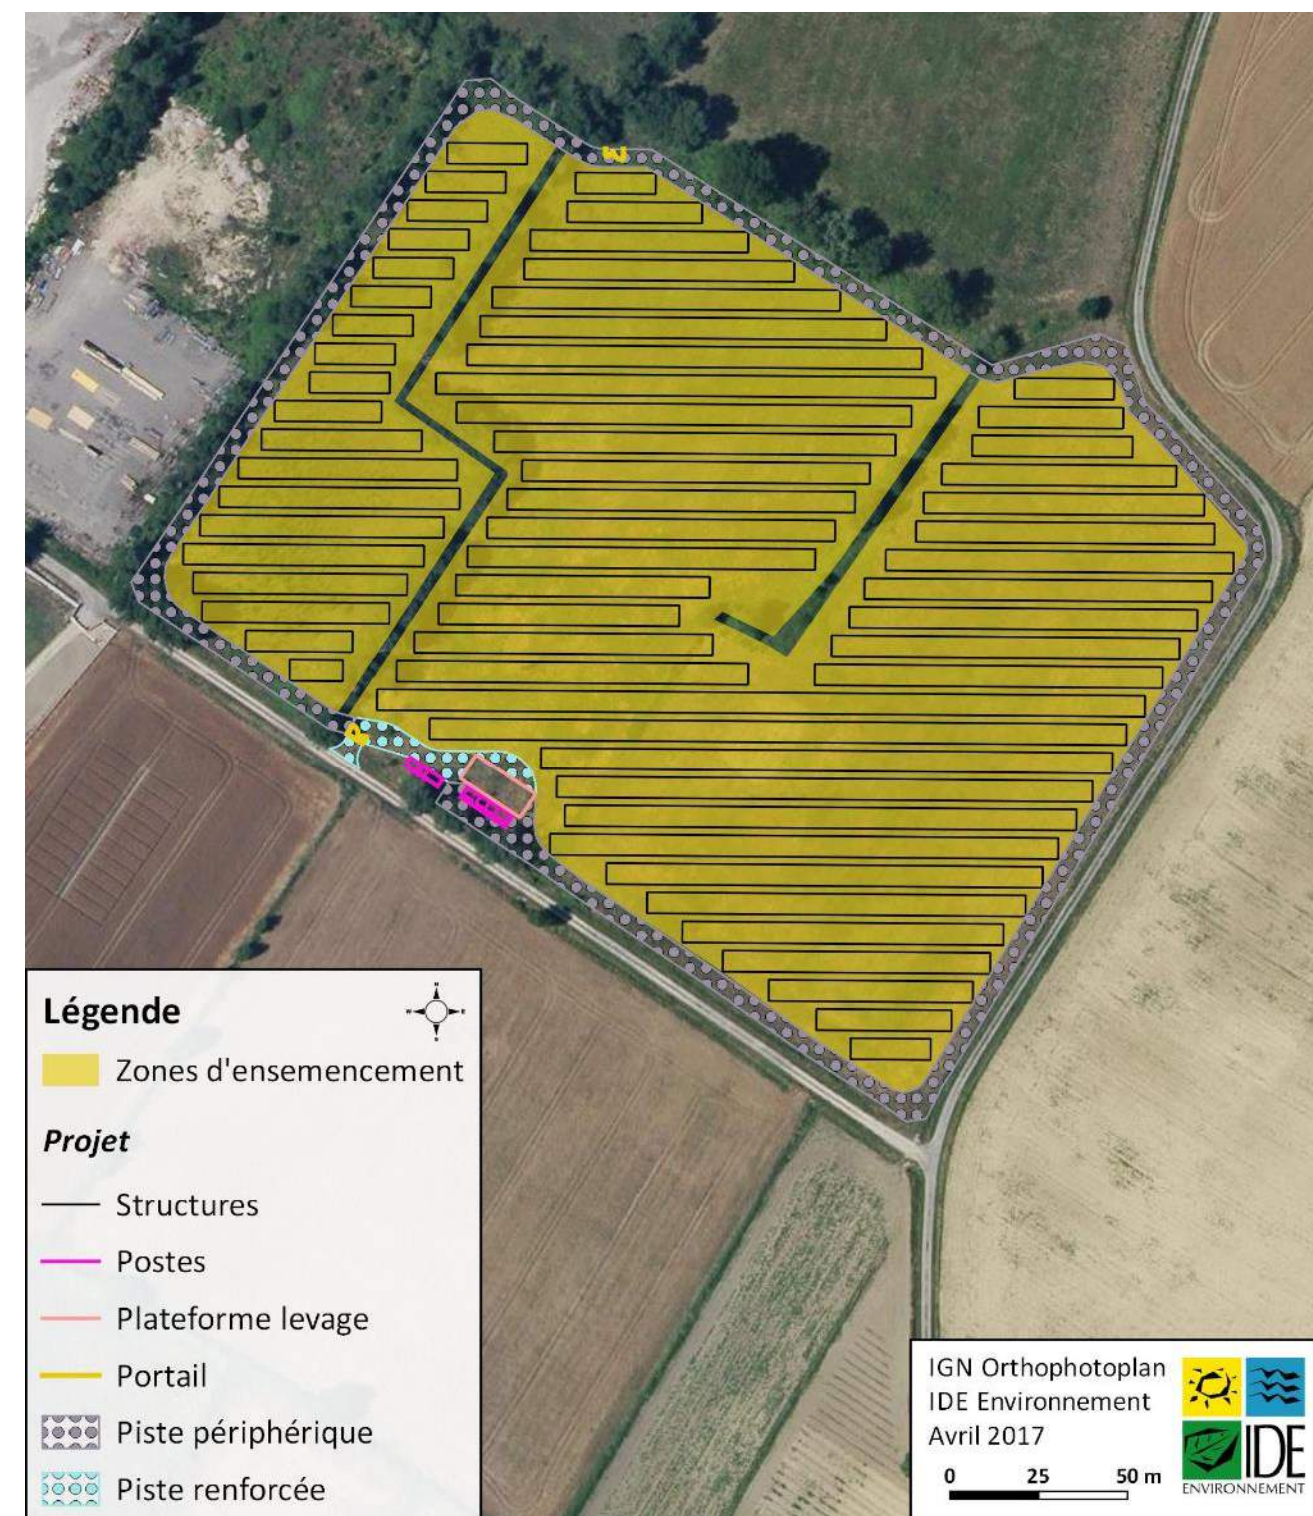 Légende
Zones d'ensemencement
Projet
Structures
Postes
Plateforme levage
Portail
Piste périphérique
Piste renforcée
IGN Orthophotoplan
IDE Environnement
Avril 2017
0 25 50 m
IDE
ENVIRONNEMENT